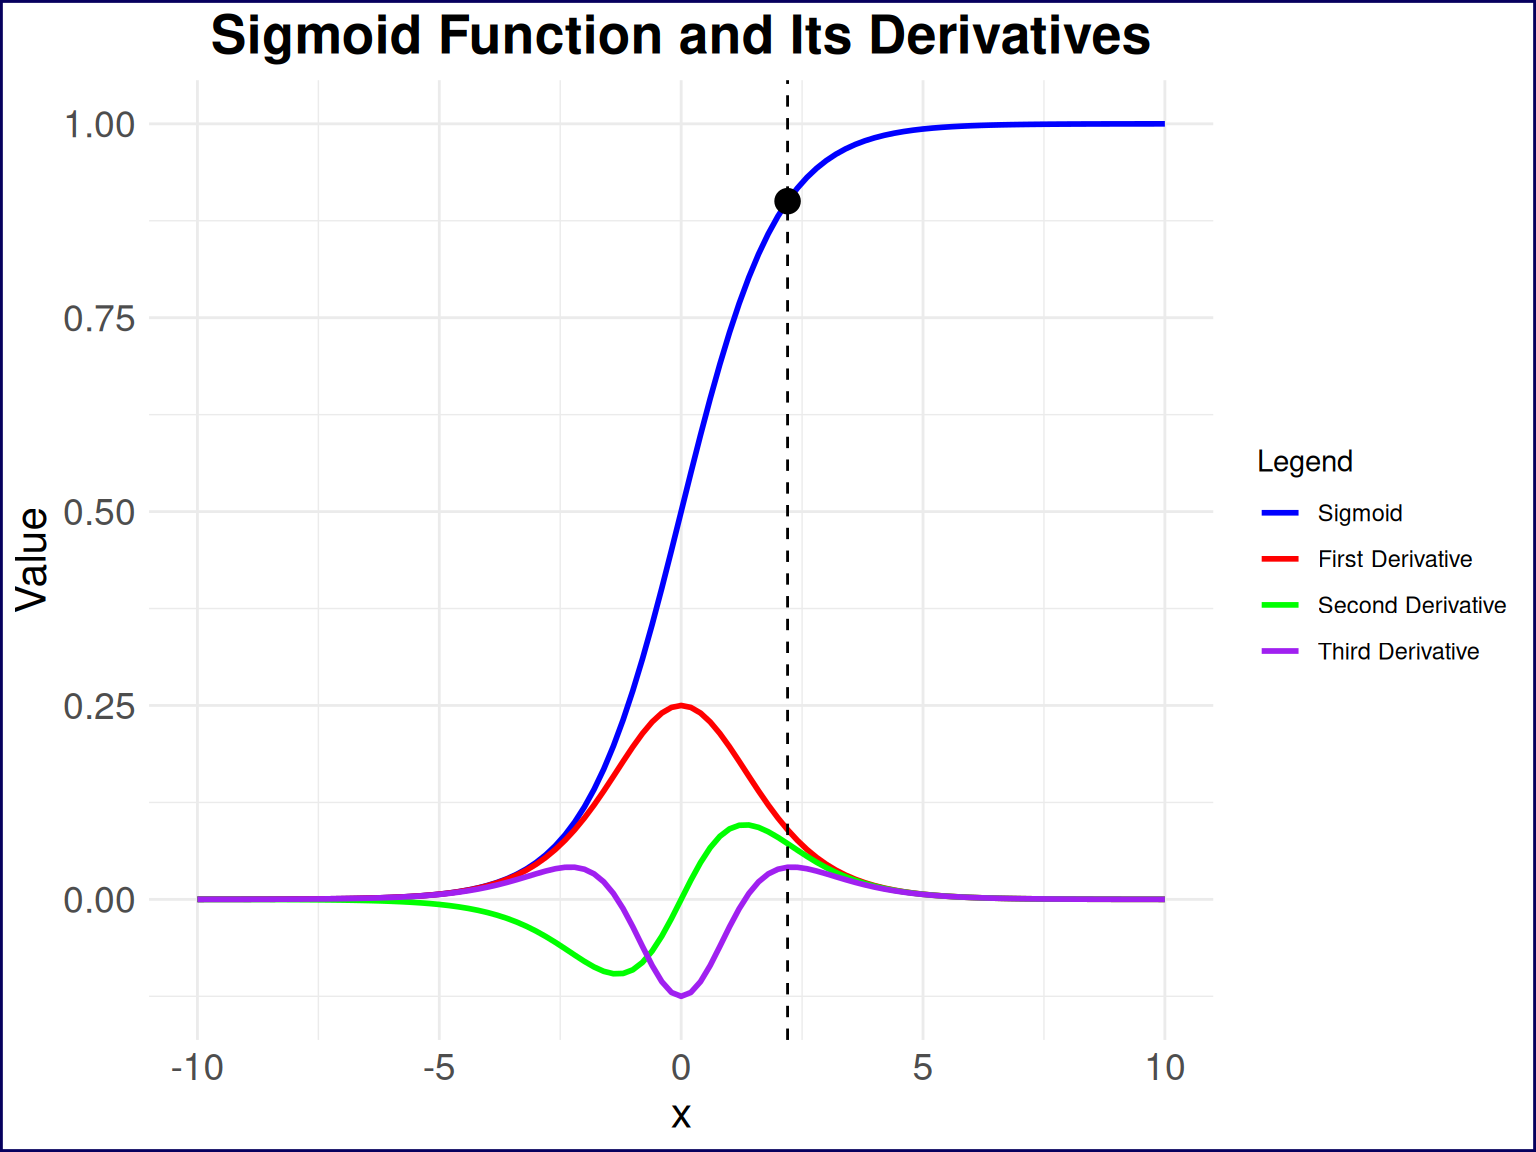 Sigmoid Function and Its Derivatives
1.00
0.75
0.50
0.25
0.00
Value
-10 -5 0 5 10
x
Legend
Sigmoid
First Derivative
Second Derivative
Third Derivative